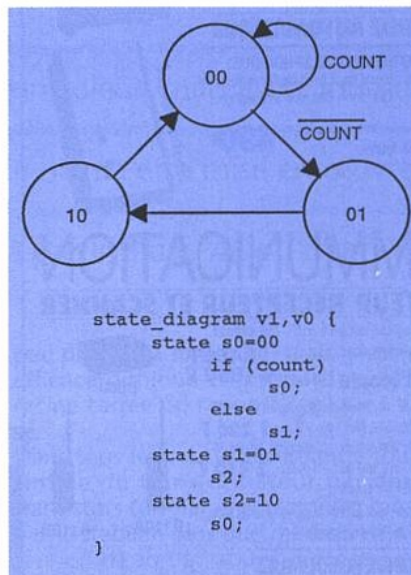 00
COUNT
COUNT
10
01
state_diagram v1,v0 {
state s0=00
if (count)
s0;
else
s1;
state s1=01
s2;
state s2=10
s0;
}